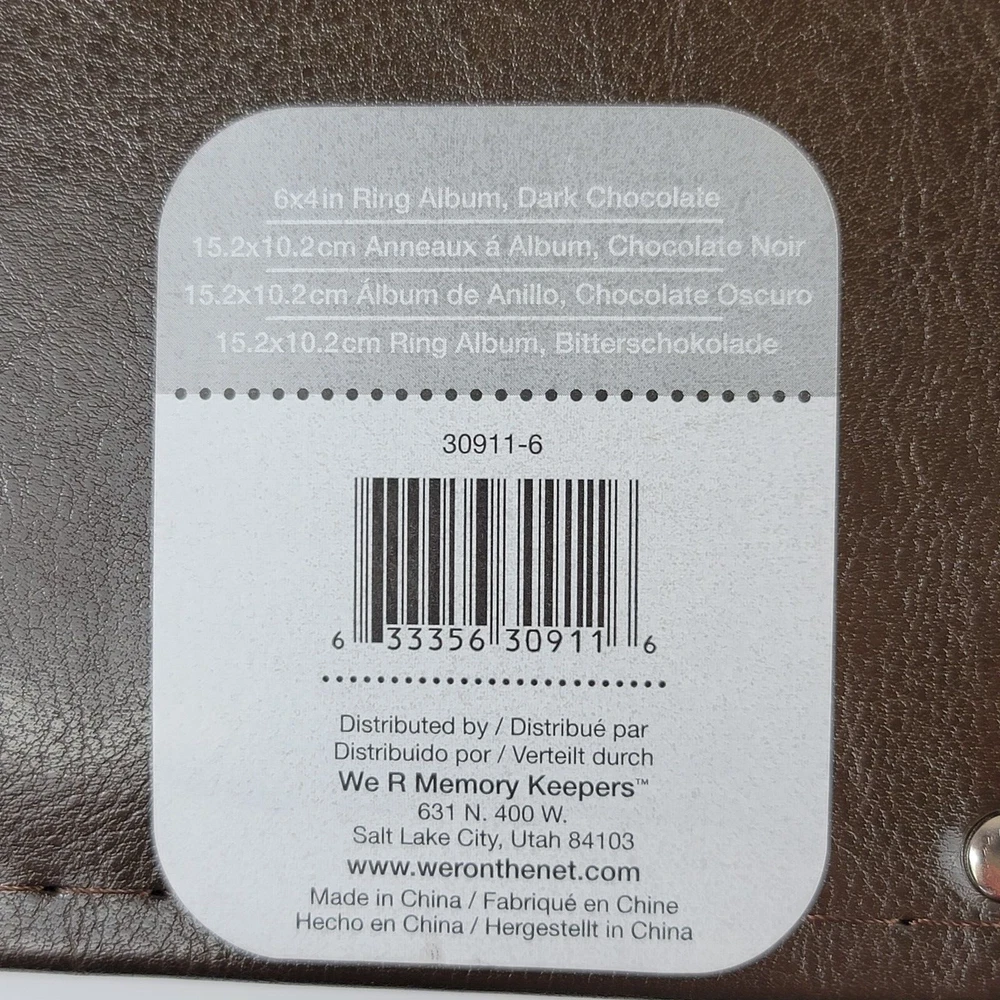 6x4in Ring Album, Dark Chocolate
15.2x10.2cm Anneaux á Album, Chocolate Noir
15.2x10.2cm Álbum de Anillo, Chocolate Oscuro
15.2x10.2cm Ring Album, Bitterschokolade
30911-6
6 33356 30911 6
Distributed by / Distribué par
Distribuido por / Verteilt durch
We R Memory Keepers™
631 N. 400 W.
Salt Lake City, Utah 84103
www.weronthenet.com
Made in China / Fabriqué en Chine
Hecho en China / Hergestellt in China